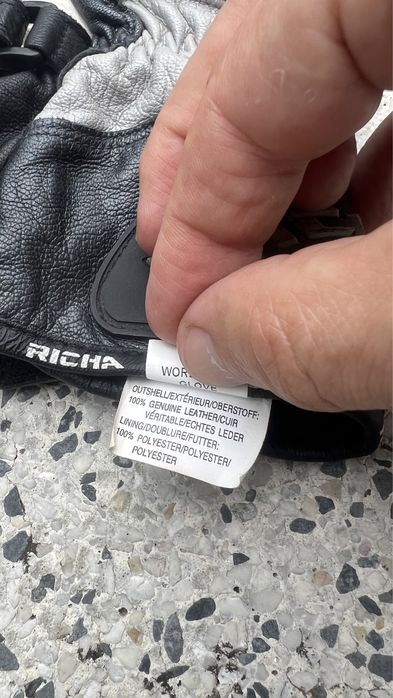 RICHA
GLOVE
OUTSHELL/EXTÉRIEUR/OBERSTOFF:
100% GENUINE LEATHER/CUIR
VÉRITABLE/ECHTES LEDER
LINING/DOUBLURE/FUTTER:
100% POLYESTER/POLYESTER/
POLYESTER